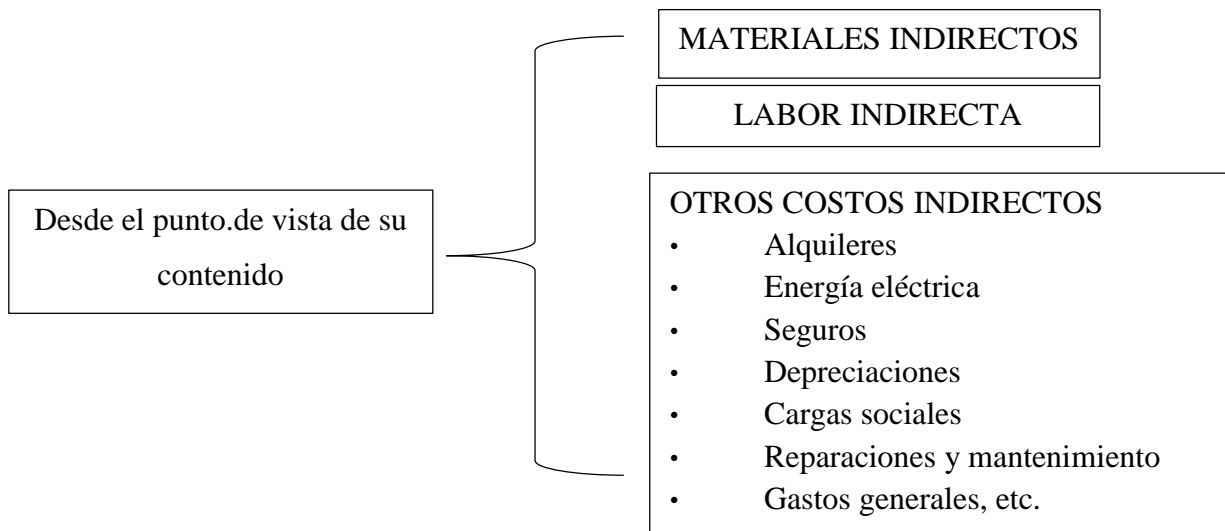 MATERIALES INDIRECTOS
LABOR INDIRECTA
Desde el punto.de vista de su
contenido
OTROS COSTOS INDIRECTOS
• Alquileres
• Energía eléctrica
• Seguros
• Depreciaciones
• Cargas sociales
• Reparaciones y mantenimiento
• Gastos generales, etc.